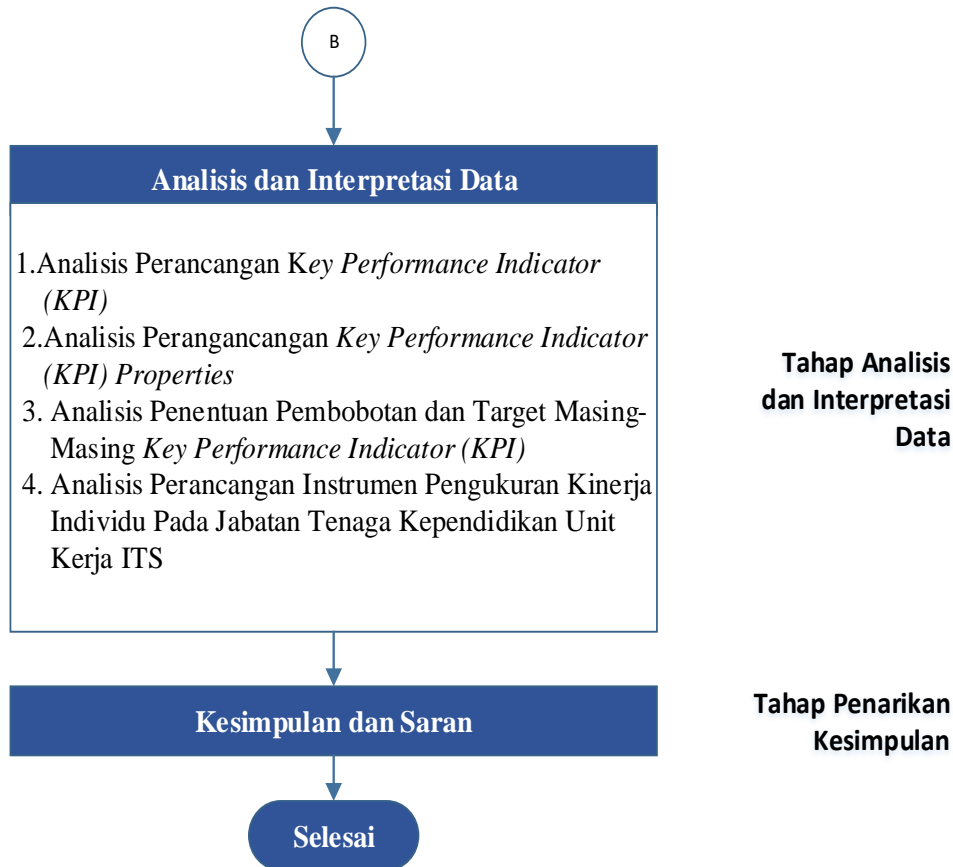 B
Analisis dan Interpretasi Data
1.Analisis Perancangan Key Performance Indicator
(KPI)
2.Analisis Perangancangan Key Performance Indicator
(KPI) Properties
3. Analisis Penentuan Pembobotan dan Target Masing-
Masing Key Performance Indicator (KPI)
4. Analisis Perancangan Instrumen Pengukuran Kinerja
Individu Pada Jabatan Tenaga Kependidikan Unit
Kerja ITS
Tahap Analisis
dan Interpretasi
Data
Kesimpulan dan Saran
Tahap Penarikan
Kesimpulan
Selesai